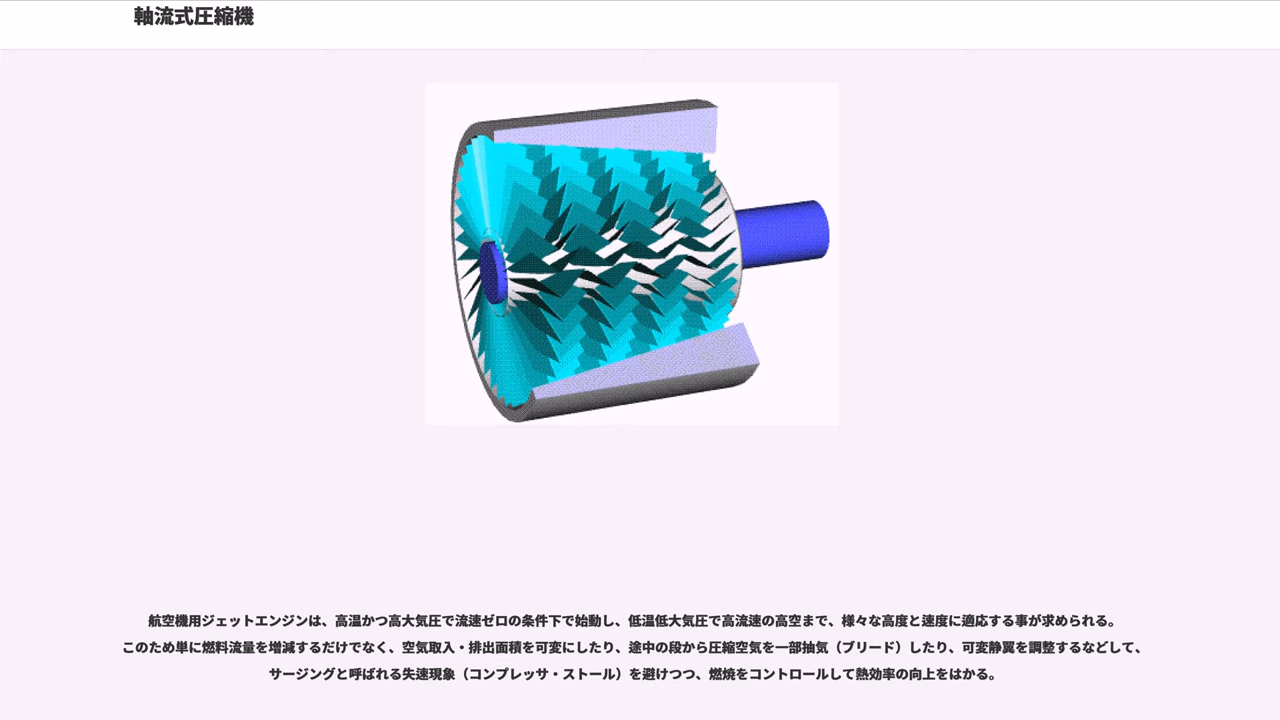 軸流式圧縮機
航空機用ジェットエンジンは、高温かつ高大気圧で流速ゼロの条件下で始動し、低温低大気圧で高流速の高空まで、様々な高度と速度に適応する事が求められる。
このため単に燃料流量を増減するだけでなく、空気取入・排出面積を可変にしたり、途中の段から圧縮空気を一部抽気（ブリード）したり、可変静翼を調整するなどして、
サージングと呼ばれる失速現象（コンプレッサ・ストール）を避けつつ、燃焼をコントロールして熱効率の向上をはかる。